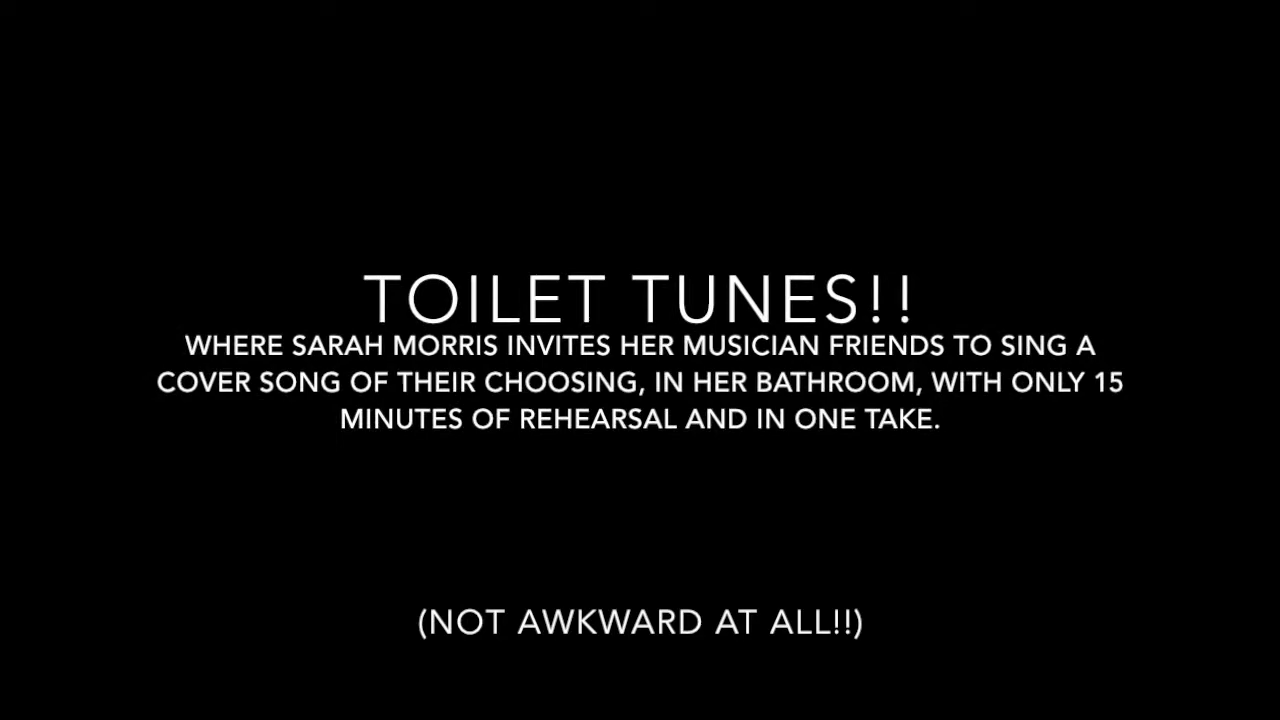 TOILET TUNES!!
WHERE SARAH MORRIS INVITES HER MUSICIAN FRIENDS TO SING A
COVER SONG OF THEIR CHOOSING, IN HER BATHROOM, WITH ONLY 15
MINUTES OF REHEARSAL AND IN ONE TAKE.
(NOT AWKWARD AT ALL!!)